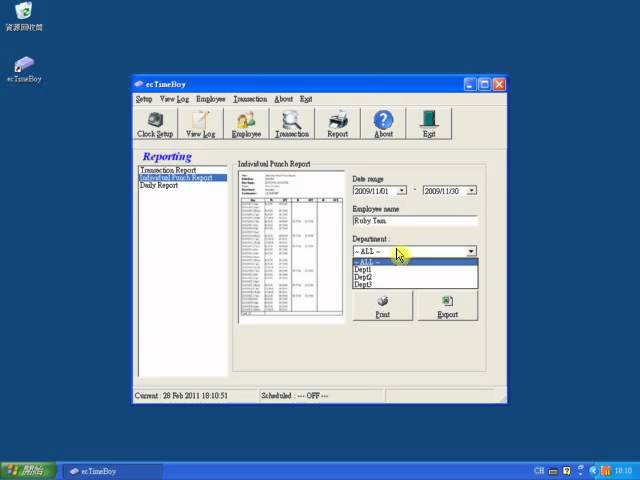 資源回收筒
ecTimeBoy
ecTimeBoy
Setup View Log Employee Transaction About Exit
Clock Setup View Log Employee Transaction Report About Exit
Reporting
Transaction Report
Individual Punch Report
Daily Report
Individual Punch Report
Date range
2009/11/01 - 2009/11/30
Employee name
Ruby Tam
Department :
~ ALL ~
~ ALL ~
Dept1
Dept2
Dept3
Print Export
Current : 28 Feb 2011 18:10:51 Scheduled : --- OFF ---
開始 ecTimeBoy CH 18:10